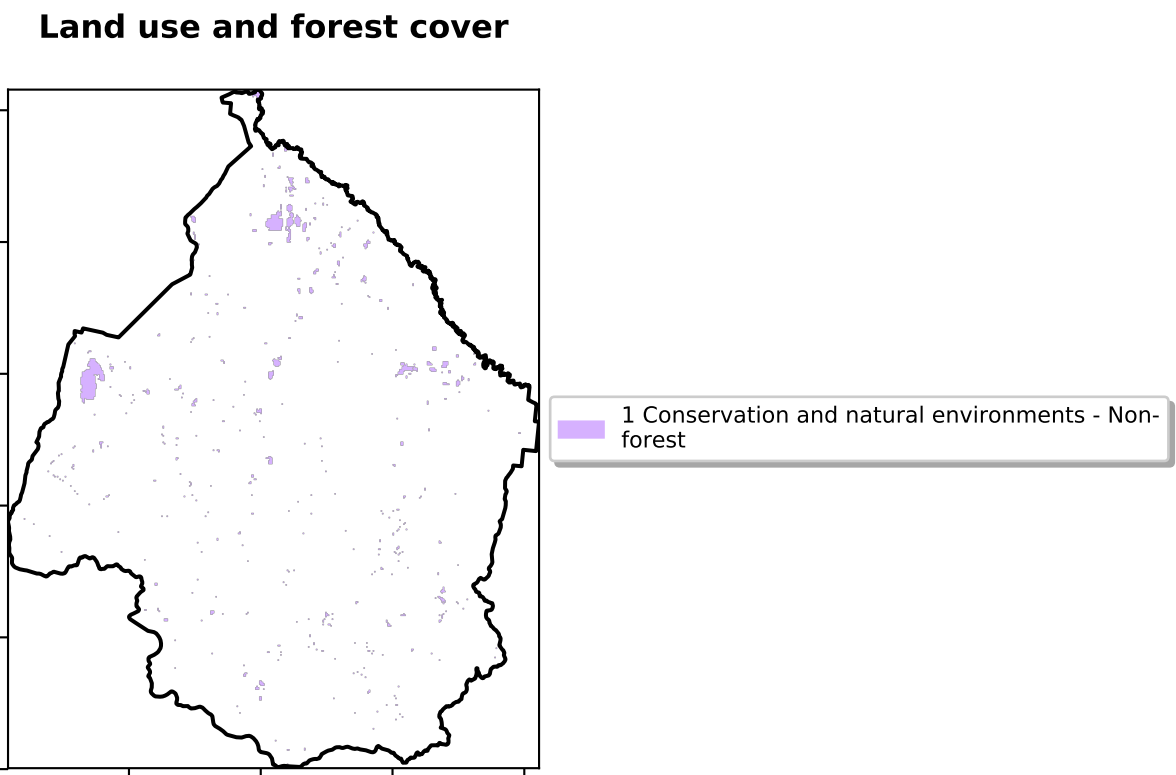 Land use and forest cover
1 Conservation and natural environments - Non-
forest